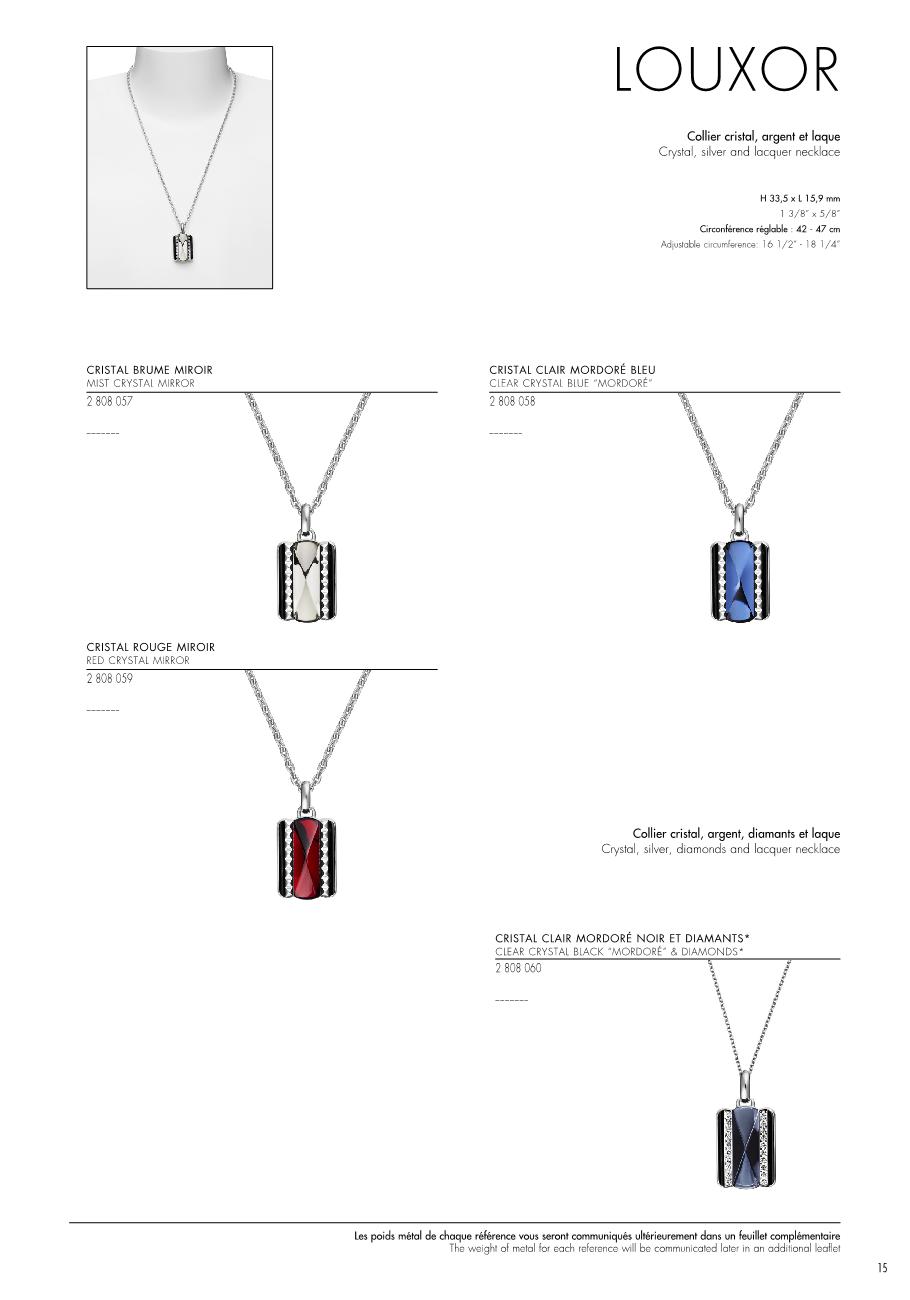 LOUXOR
Collier cristal, argent et laque
Crystal, silver and lacquer necklace
H 33,5 x L 15,9 mm
1 3/8” x 5/8”
Circonférence réglable : 42 - 47 cm
Adjustable circumference: 16 1/2” - 18 1/4”
CRISTAL BRUME MIROIR
MIST CRYSTAL MIRROR
2 808 057
_______
CRISTAL CLAIR MORDORÉ BLEU
CLEAR CRYSTAL BLUE “MORDORÉ”
2 808 058
_______
CRISTAL ROUGE MIROIR
RED CRYSTAL MIRROR
2 808 059
_______
Collier cristal, argent, diamants et laque
Crystal, silver, diamonds and lacquer necklace
CRISTAL CLAIR MORDORÉ NOIR ET DIAMANTS*
CLEAR CRYSTAL BLACK “MORDORÉ” & DIAMONDS*
2 808 060
_______
Les poids métal de chaque référence vous seront communiqués ultérieurement dans un feuillet complémentaire
The weight of metal for each reference will be communicated later in an additional leaflet
15